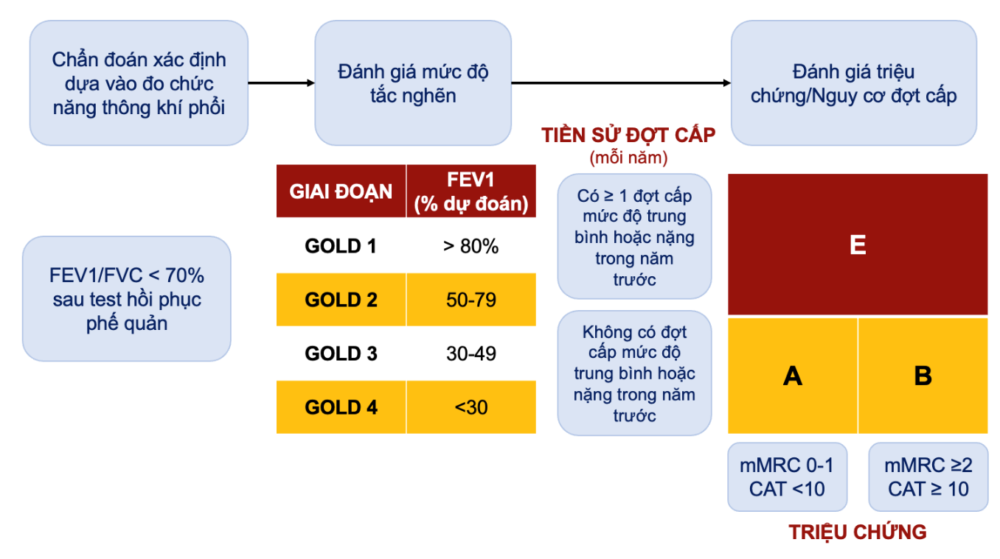 Chẩn đoán xác định
dựa vào đo chức
năng thông khí phổi
Đánh giá mức độ
tắc nghẽn
Đánh giá triệu
chứng/Nguy cơ đợt cấp
GIAI ĐOẠN
FEV1
(% dự đoán)
GOLD 1
> 80%
GOLD 2
50-79
GOLD 3
30-49
GOLD 4
<30
FEV1/FVC < 70%
sau test hồi phục
phế quản
TIỀN SỬ ĐỢT CẤP
(mỗi năm)
Có ≥ 1 đợt cấp
mức độ trung
bình hoặc nặng
trong năm
trước
Không có đợt
cấp mức độ
trung bình hoặc
nặng trong năm
trước
E
A
B
mMRC 0-1
CAT <10
mMRC ≥2
CAT ≥ 10
TRIỆU CHỨNG